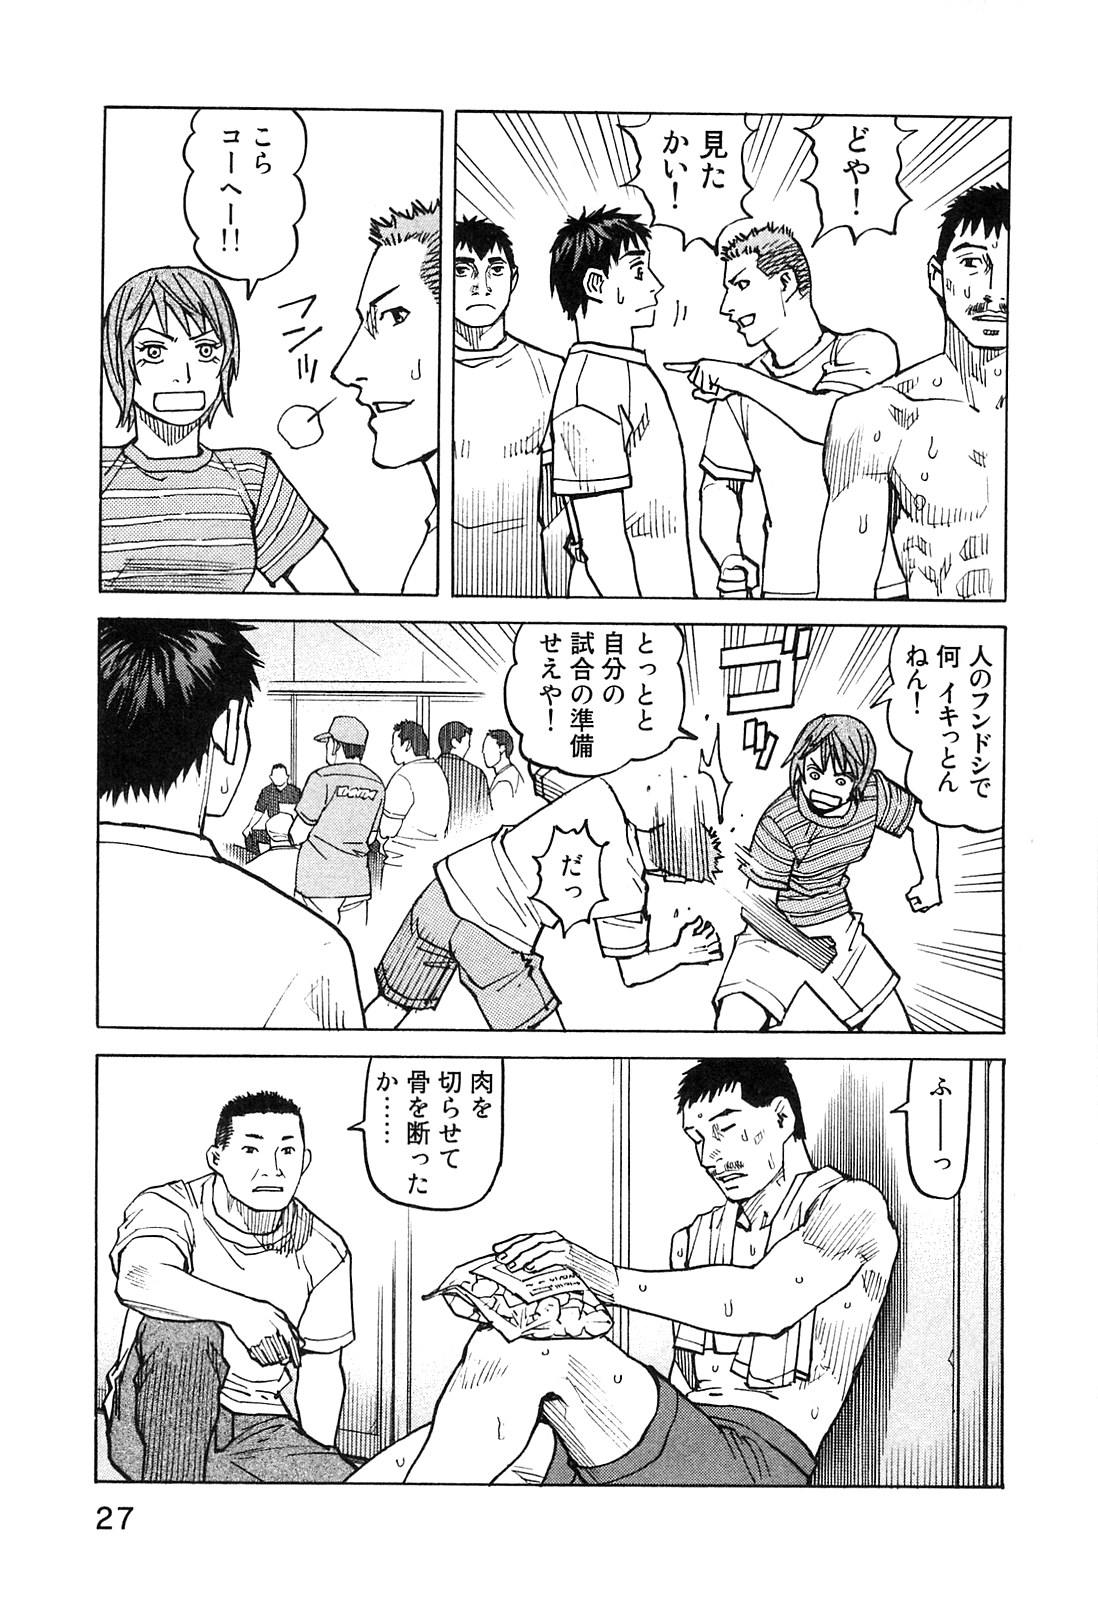 どや！
見た
かい！
こら
コーヘー！！
フンッ
人のフンドシで
何 イキっとん
ねん！
ゴッ
とっとと
自分の
試合の準備
せえや！
だっ
ふーーっ
肉を
切らせて
骨を断った
か……
27